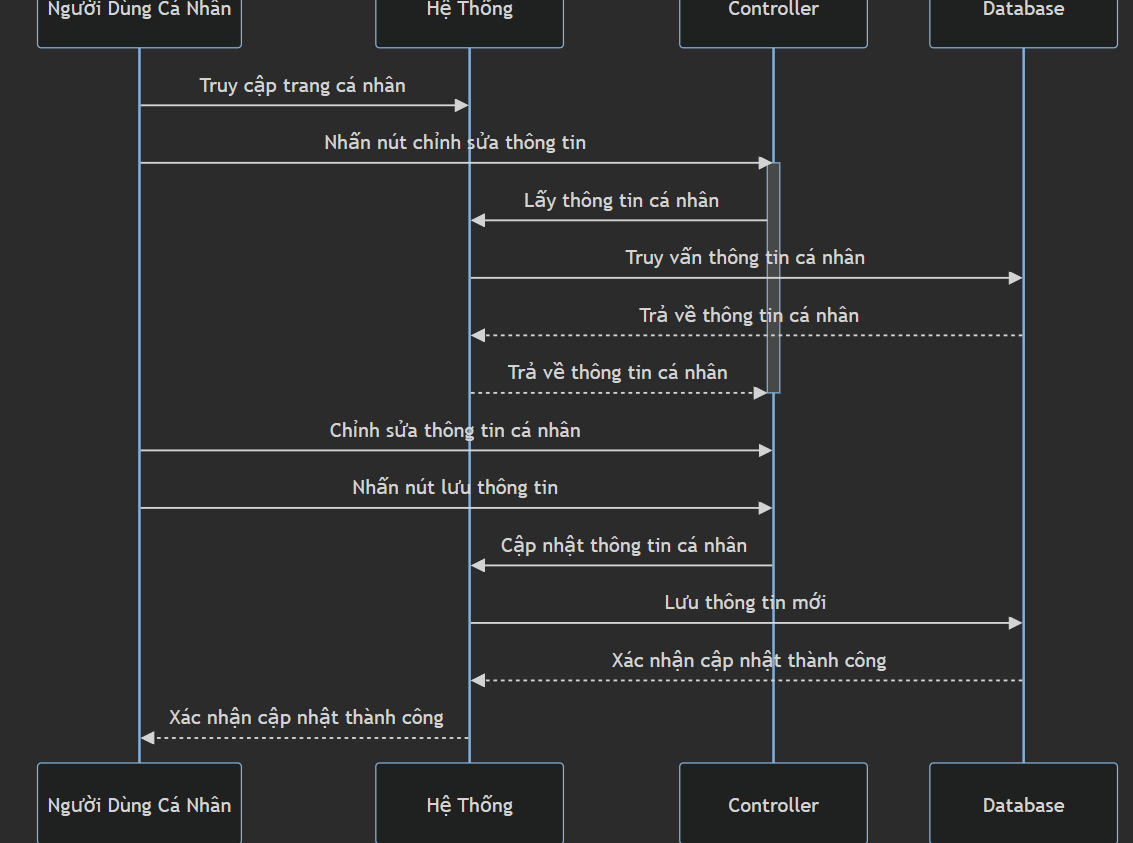 Người Dùng Cá Nhân
Hệ Thống
Controller
Database
Truy cập trang cá nhân
Nhấn nút chỉnh sửa thông tin
Lấy thông tin cá nhân
Truy vấn thông tin cá nhân
Trả về thông tin cá nhân
Trả về thông tin cá nhân
Chỉnh sửa thông tin cá nhân
Nhấn nút lưu thông tin
Cập nhật thông tin cá nhân
Lưu thông tin mới
Xác nhận cập nhật thành công
Xác nhận cập nhật thành công
Người Dùng Cá Nhân
Hệ Thống
Controller
Database